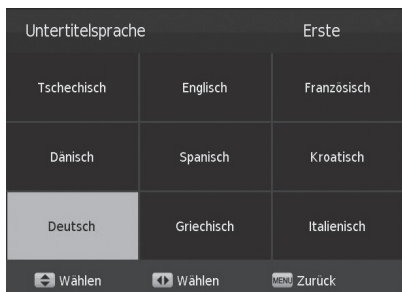 Untertitelsprache Erste
Tschechisch Englisch Französisch
Dänisch Spanisch Kroatisch
Deutsch Griechisch Italienisch
Wählen Wählen MENU Zurück